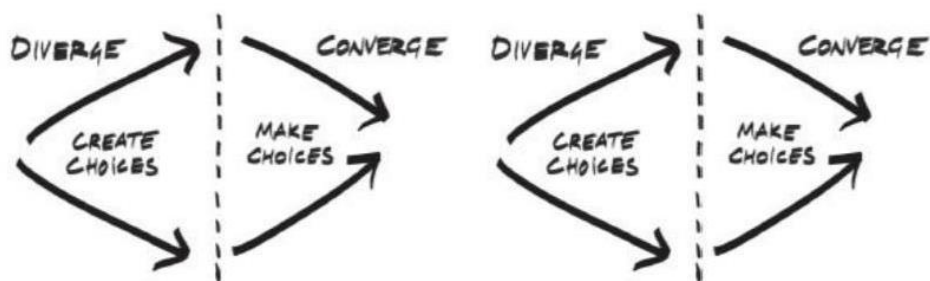 DIVERGE CONVERGE DIVERGE CONVERGE
CREATE MAKE CREATE MAKE
CHOICES CHOICES CHOICES CHOICES